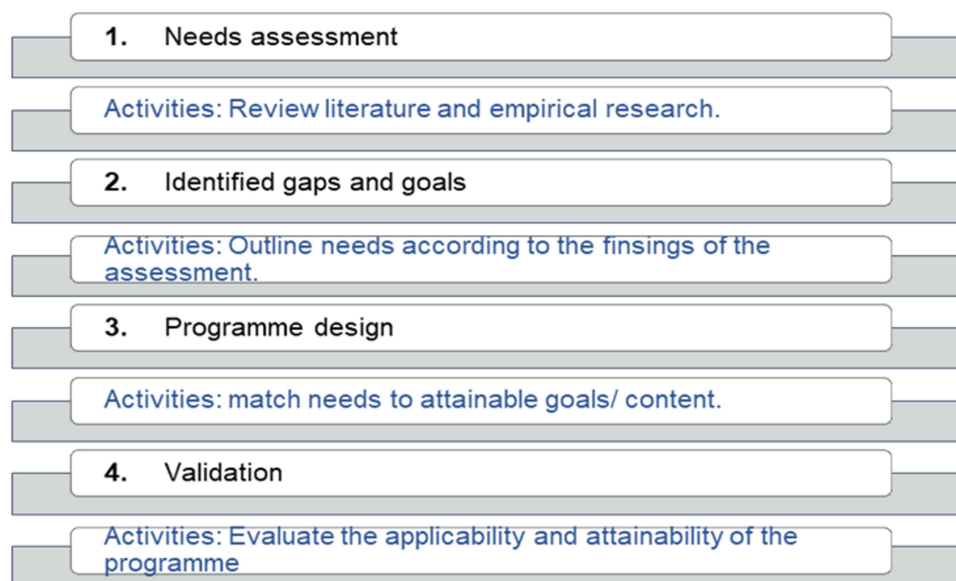 1. Needs assessment
Activities: Review literature and empirical research.
2. Identified gaps and goals
Activities: Outline needs according to the finsings of the
assessment.
3. Programme design
Activities: match needs to attainable goals/ content.
4. Validation
Activities: Evaluate the applicability and attainability of the
programme